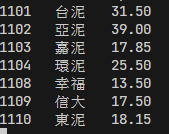 1101 台泥 31.50
1102 亞泥 39.00
1103 嘉泥 17.85
1104 環泥 25.50
1108 幸福 13.50
1109 信大 17.50
1110 東泥 18.15